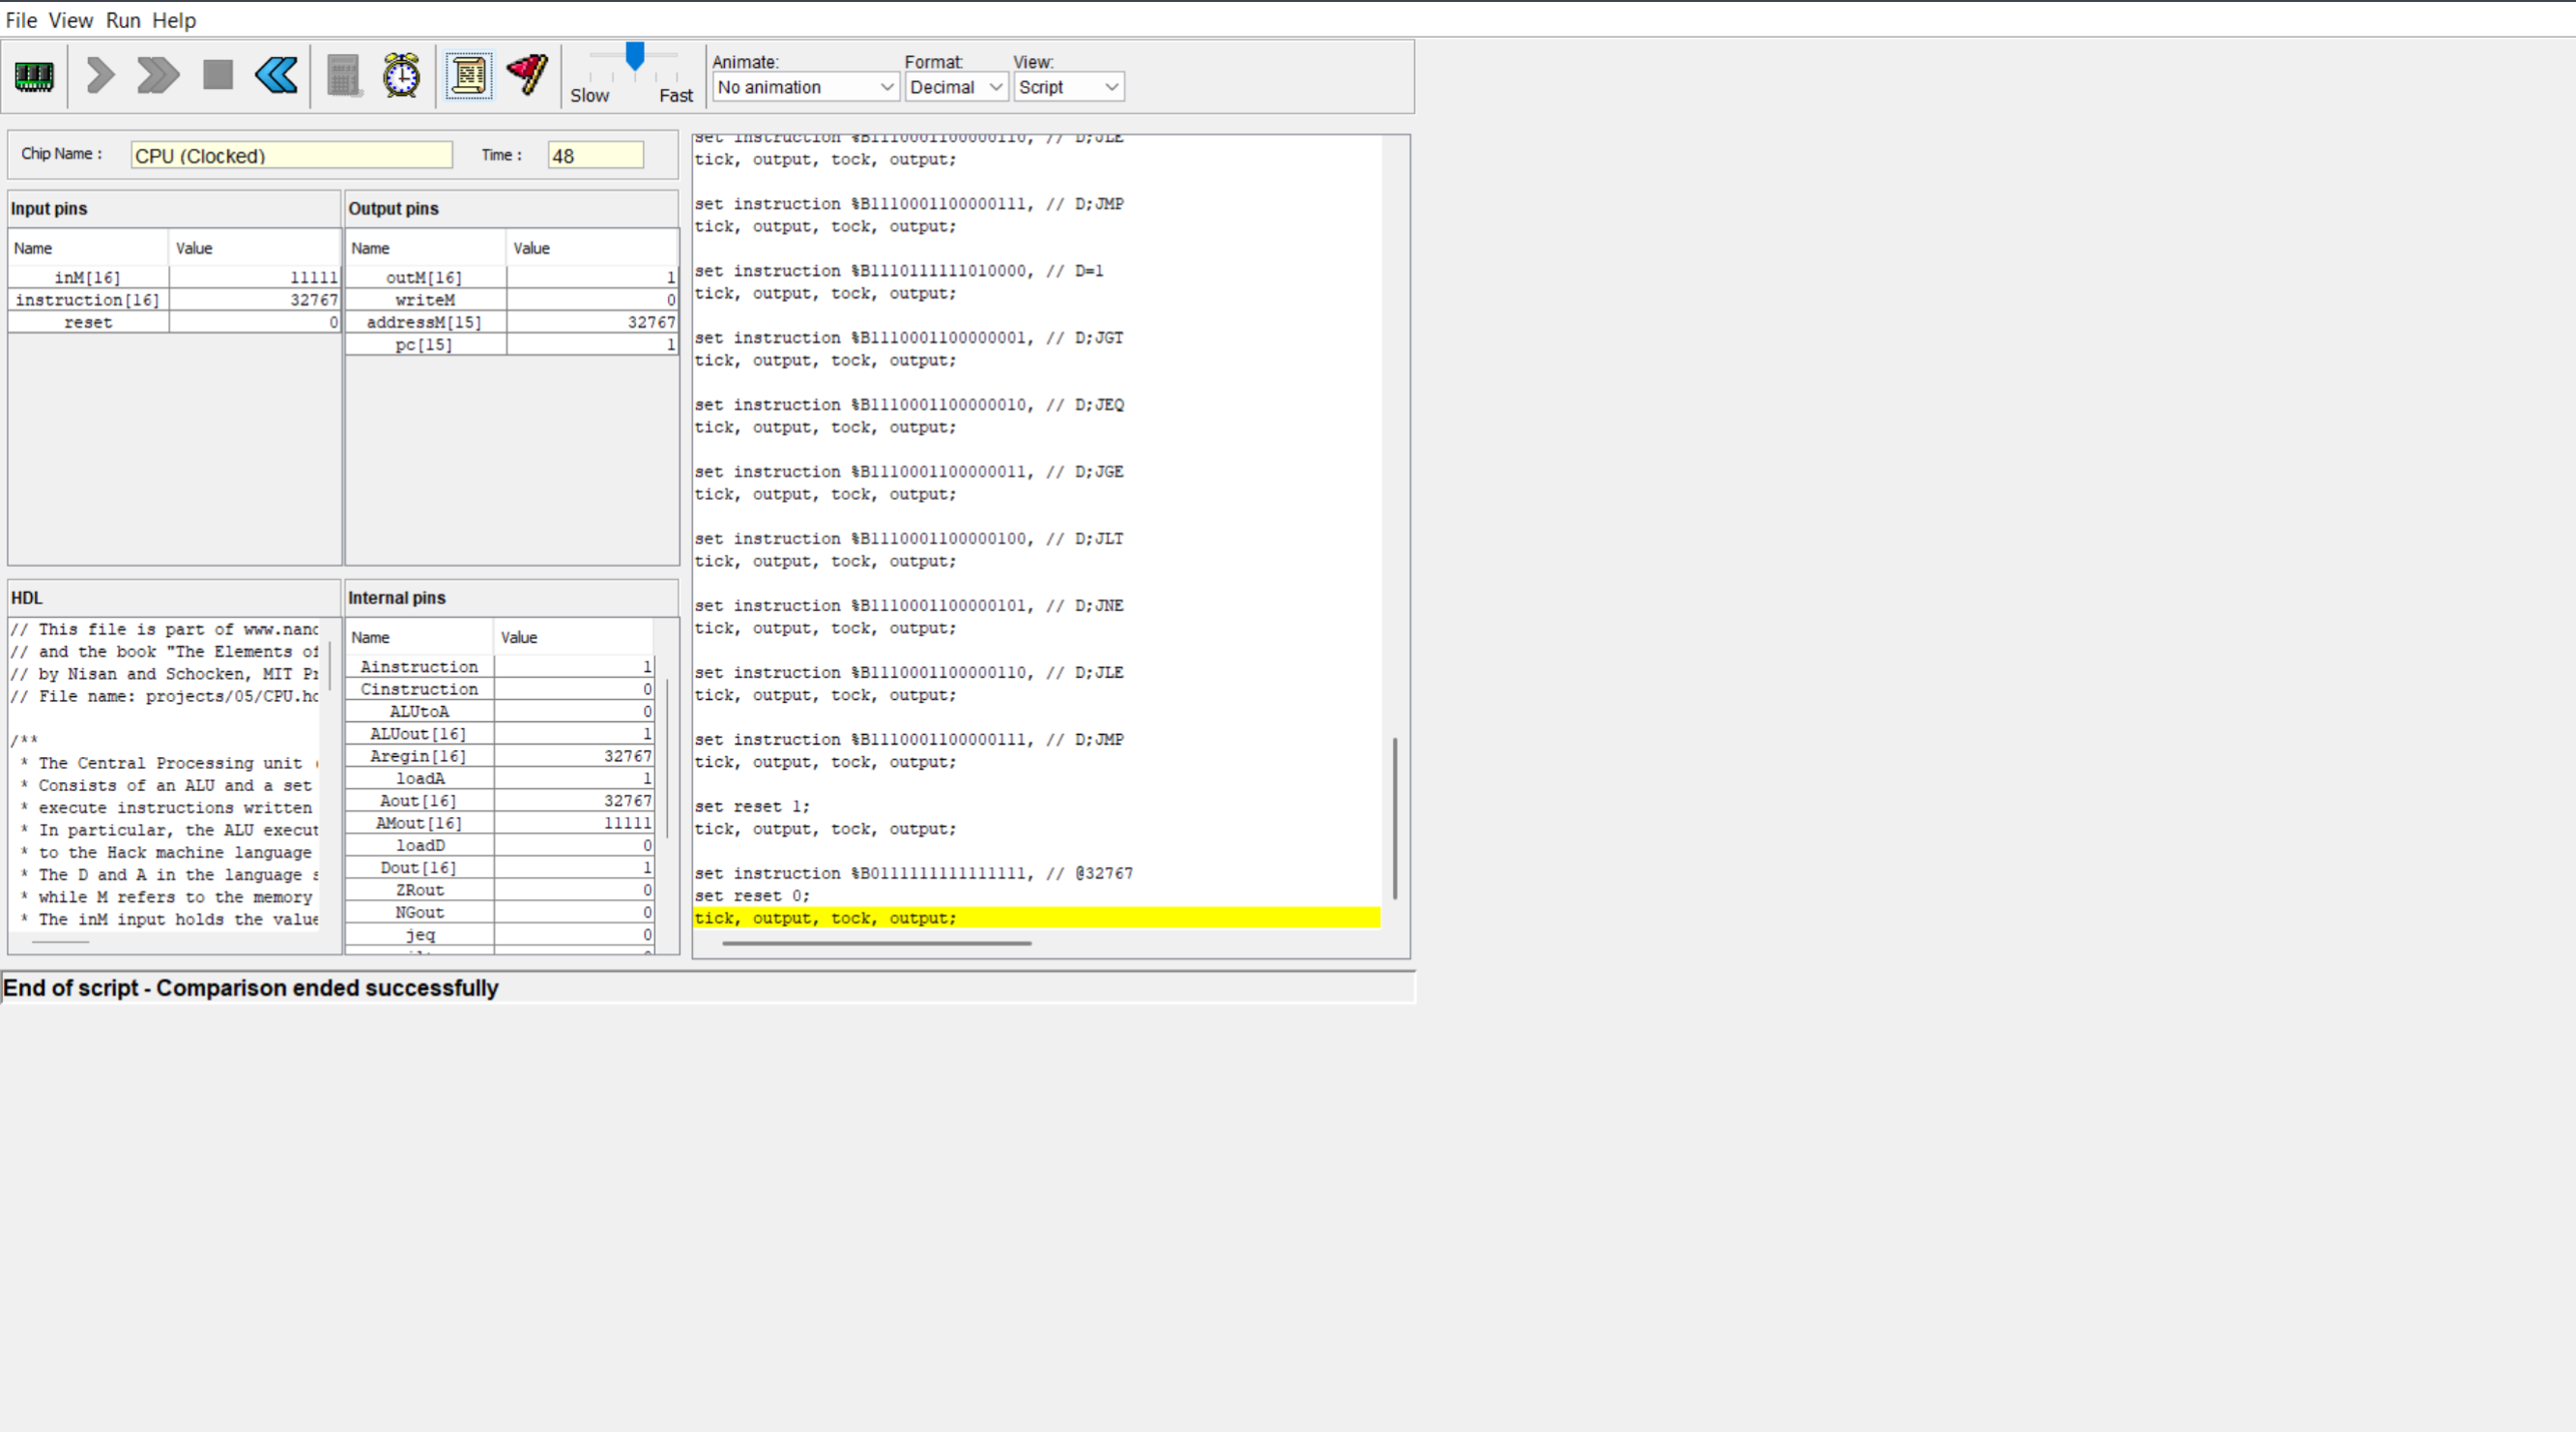 File View Run Help
Animate: Format: View:
Slow Fast No animation Decimal Script
Chip Name : CPU (Clocked) Time : 48
Input pins
Name Value
inM[16] 11111
instruction[16] 32767
reset 0
Output pins
Name Value
outM[16] 1
writeM 0
addressM[15] 32767
pc[15] 1
HDL
// This file is part of www.nand
// and the book "The Elements of
// by Nisan and Schocken, MIT Pr
// File name: projects/05/CPU.hd
/**
* The Central Processing unit (
* Consists of an ALU and a set
* execute instructions written
* In particular, the ALU execut
* to the Hack machine language
* The D and A in the language s
* while M refers to the memory
* The inM input holds the value
Internal pins
Name Value
Ainstruction 1
Cinstruction 0
ALUtoA 0
ALUout[16] 1
Aregin[16] 32767
loadA 1
Aout[16] 32767
AMout[16] 11111
loadD 0
Dout[16] 1
ZRout 0
NGout 0
jeq 0
set instruction %B1110001100000110, // D;JLE
tick, output, tock, output;
set instruction %B1110001100000111, // D;JMP
tick, output, tock, output;
set instruction %B1110111111010000, // D=1
tick, output, tock, output;
set instruction %B1110001100000001, // D;JGT
tick, output, tock, output;
set instruction %B1110001100000010, // D;JEQ
tick, output, tock, output;
set instruction %B1110001100000011, // D;JGE
tick, output, tock, output;
set instruction %B1110001100000100, // D;JLT
tick, output, tock, output;
set instruction %B1110001100000101, // D;JNE
tick, output, tock, output;
set instruction %B1110001100000110, // D;JLE
tick, output, tock, output;
set instruction %B1110001100000111, // D;JMP
tick, output, tock, output;
set reset 1;
tick, output, tock, output;
set instruction %B0111111111111111, // @32767
set reset 0;
tick, output, tock, output;
End of script - Comparison ended successfully